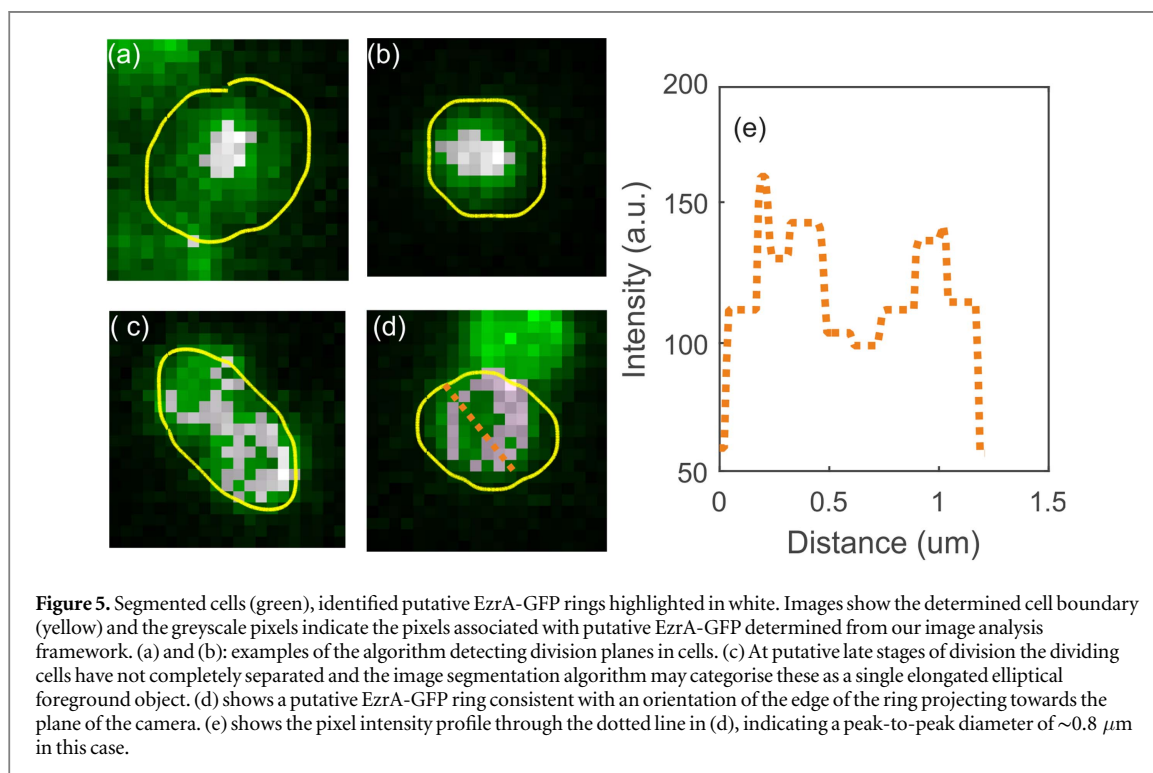 (a)
(b)
(c)
(d)
(e)
200
150
100
50
Intensity (a.u.)
0
0.5
1
1.5
Distance (um)
Figure 5. Segmented cells (green), identified putative EzrA-GFP rings highlighted in white. Images show the determined cell boundary
(yellow) and the greyscale pixels indicate the pixels associated with putative EzrA-GFP determined from our image analysis
framework. (a) and (b): examples of the algorithm detecting division planes in cells. (c) At putative late stages of division the dividing
cells have not completely separated and the image segmentation algorithm may categorise these as a single elongated elliptical
foreground object. (d) shows a putative EzrA-GFP ring consistent with an orientation of the edge of the ring projecting towards the
plane of the camera. (e) shows the pixel intensity profile through the dotted line in (d), indicating a peak-to-peak diameter of ~0.8 μm
in this case.